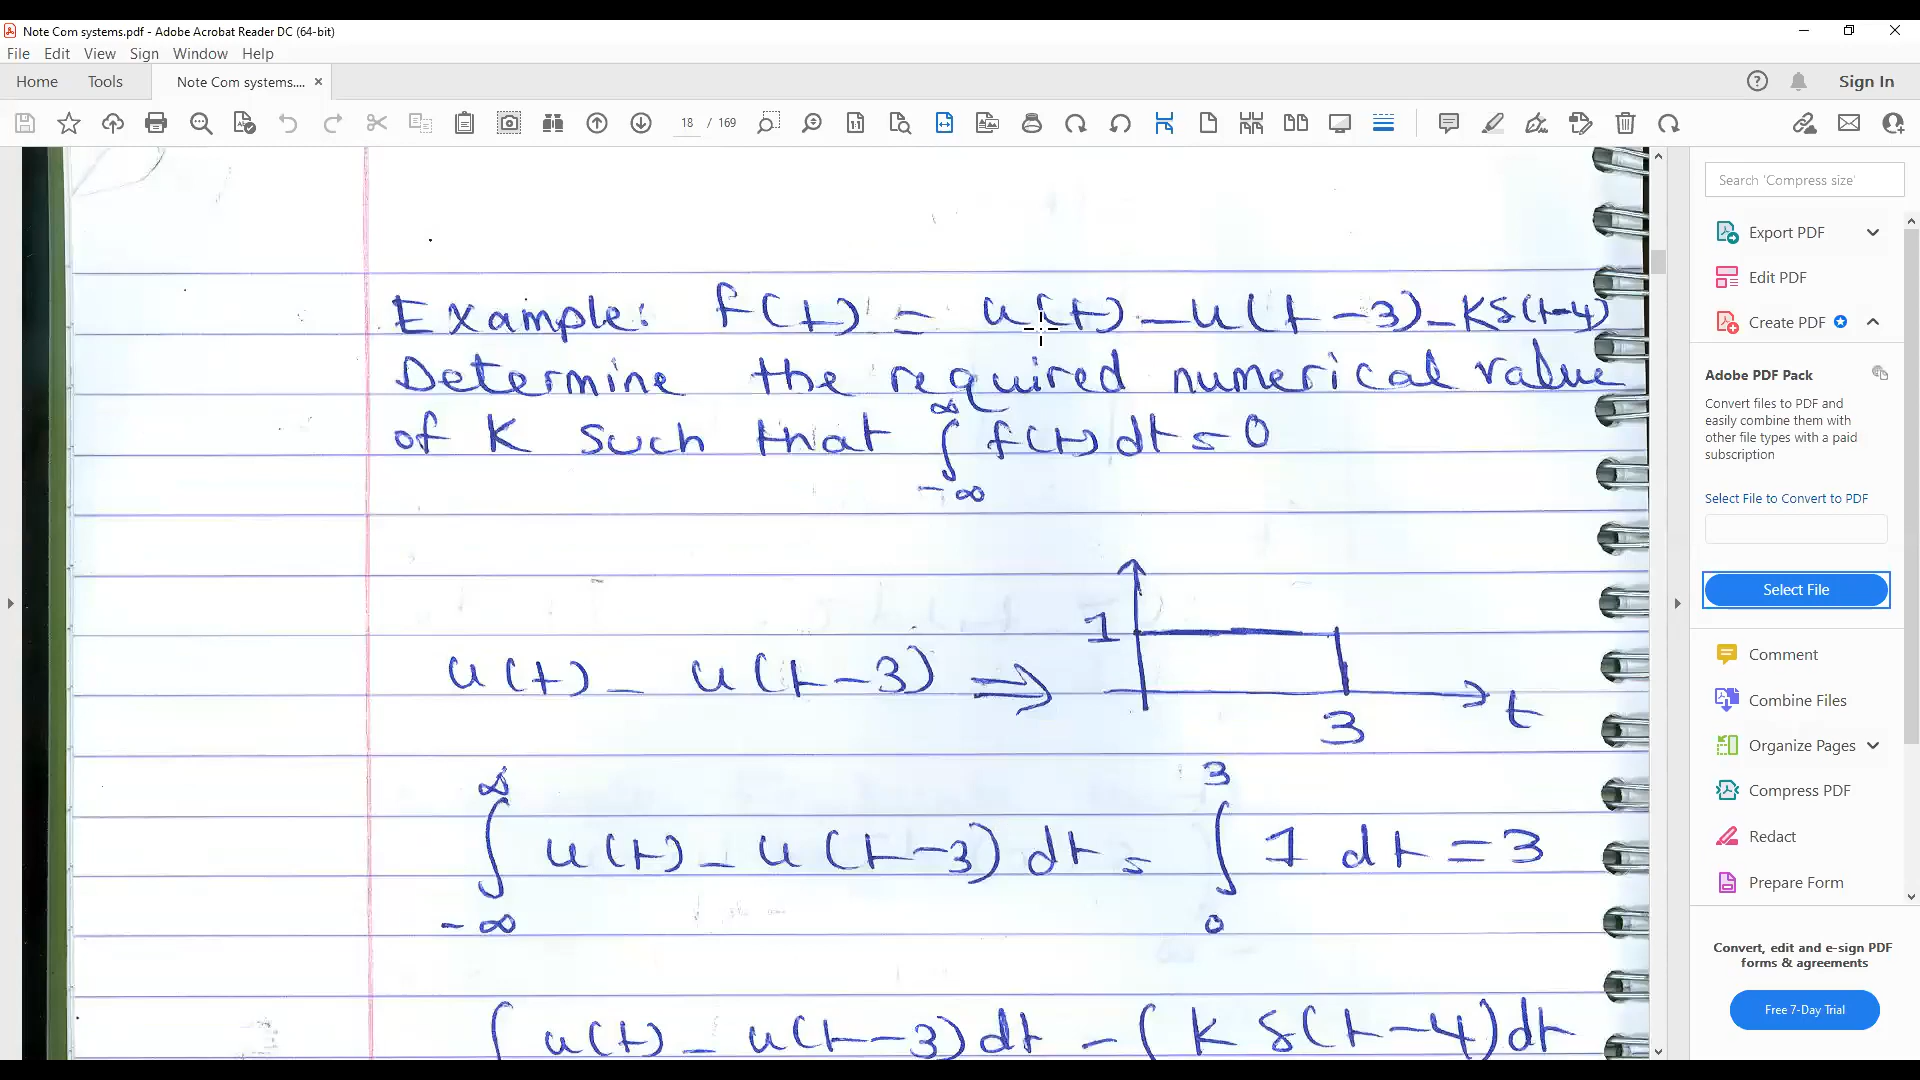 Note Com systems.pdf - Adobe Acrobat Reader DC (64-bit)
File Edit View Sign Window Help
Home Tools Note Com systems.... × Sign In
18 / 169
Example: f(t) = u(t) - u(t-3) - Kδ(t-4)
Determine the required numerical value
of K such that ∫_{-∞}^{∞} f(t) dt = 0
1
u(t) - u(t-3) ⇒
t
3
∫_{-∞}^{∞} u(t) - u(t-3) dt = ∫_{0}^{3} 1 dt = 3
∫ u(t) - u(t-3) dt - ∫ K δ(t-4) dt
Search 'Compress size'
Export PDF
Edit PDF
Create PDF
Adobe PDF Pack
Convert files to PDF and
easily combine them with
other file types with a paid
subscription
Select File to Convert to PDF
Select File
Comment
Combine Files
Organize Pages
Compress PDF
Redact
Prepare Form
Convert, edit and e-sign PDF
forms & agreements
Free 7-Day Trial